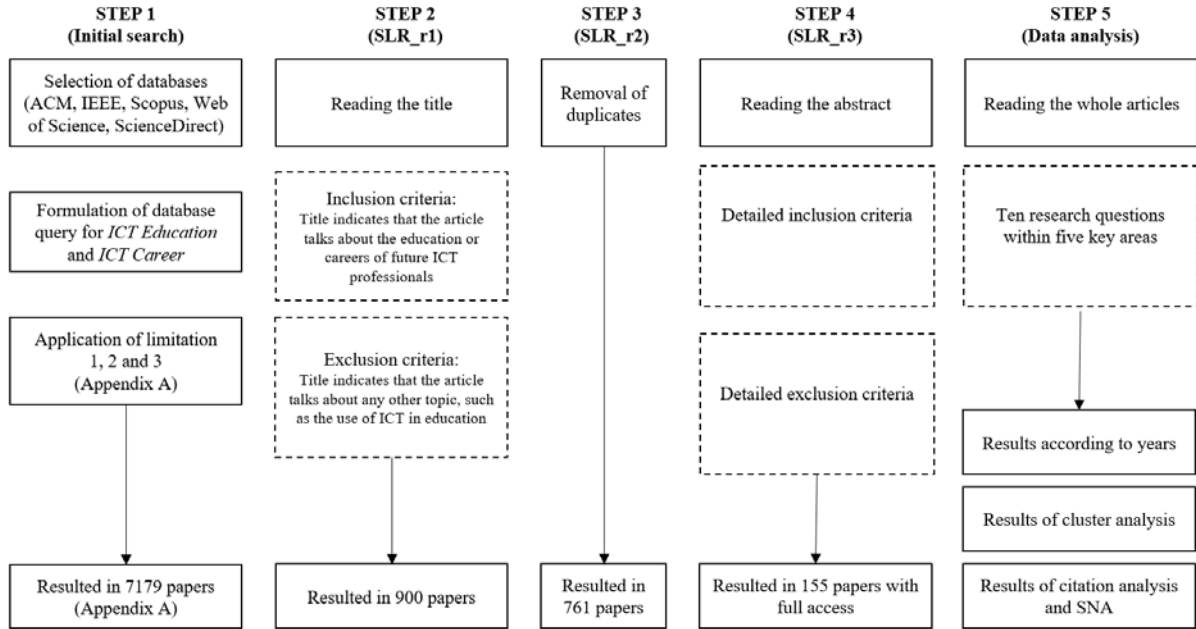 STEP 1
(Initial search)
Selection of databases
(ACM, IEEE, Scopus, Web
of Science, ScienceDirect)
Formulation of database
query for ICT Education
and ICT Career
Application of limitation
1, 2 and 3
(Appendix A)
Resulted in 7179 papers
(Appendix A)
STEP 2
(SLR_r1)
Reading the title
Inclusion criteria:
Title indicates that the article
talks about the education or
careers of future ICT
professionals
Exclusion criteria:
Title indicates that the article
talks about any other topic, such
as the use of ICT in education
Resulted in 900 papers
STEP 3
(SLR_r2)
Removal of
duplicates
Resulted in
761 papers
STEP 4
(SLR_r3)
Reading the abstract
Detailed inclusion criteria
Detailed exclusion criteria
Resulted in 155 papers with
full access
STEP 5
(Data analysis)
Reading the whole articles
Ten research questions
within five key areas
Results according to years
Results of cluster analysis
Results of citation analysis
and SNA